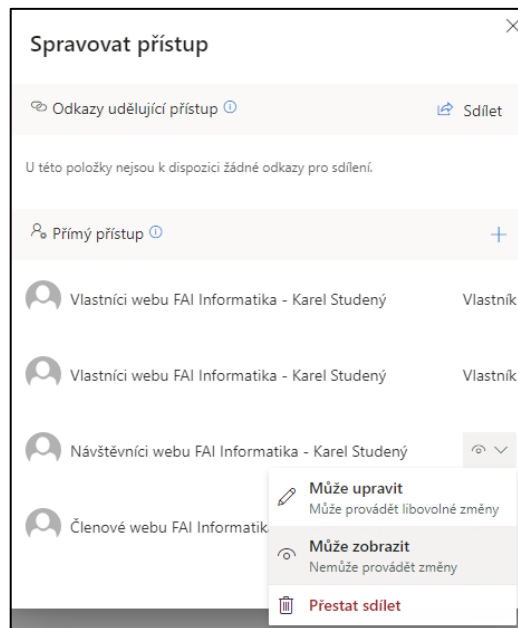 Spravovat přístup
Odkazy udělující přístup
Sdílet
U této položky nejsou k dispozici žádné odkazy pro sdílení.
Přímý přístup
Vlastníci webu FAI Informatika - Karel Studený
Vlastník
Vlastníci webu FAI Informatika - Karel Studený
Vlastník
Návštěvníci webu FAI Informatika - Karel Studený
Může upravit
Může provádět libovolné změny
Členové webu FAI Informatik
Může zobrazit
Nemůže provádět změny
Přestat sdílet